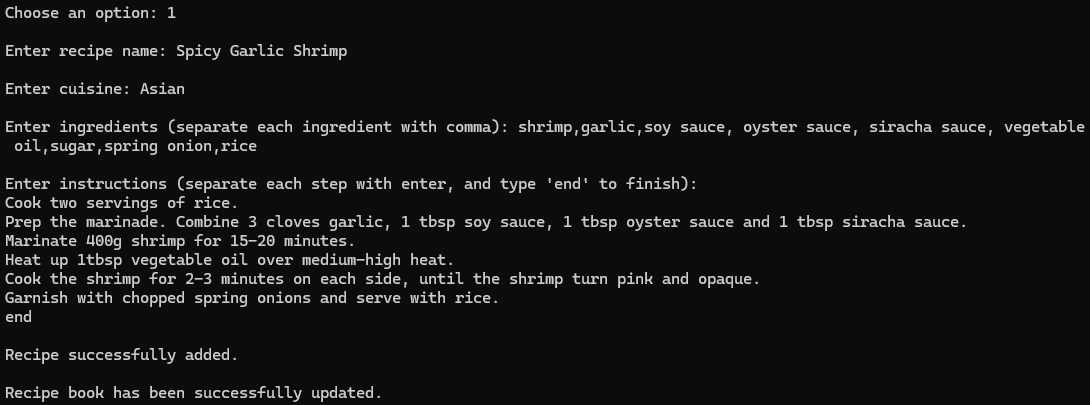 Choose an option: 1
Enter recipe name: Spicy Garlic Shrimp
Enter cuisine: Asian
Enter ingredients (separate each ingredient with comma): shrimp,garlic,soy sauce, oyster sauce, siracha sauce, vegetable
oil,sugar,spring onion,rice
Enter instructions (separate each step with enter, and type 'end' to finish):
Cook two servings of rice.
Prep the marinade. Combine 3 cloves garlic, 1 tbsp soy sauce, 1 tbsp oyster sauce and 1 tbsp siracha sauce.
Marinate 400g shrimp for 15-20 minutes.
Heat up 1tbsp vegetable oil over medium-high heat.
Cook the shrimp for 2-3 minutes on each side, until the shrimp turn pink and opaque.
Garnish with chopped spring onions and serve with rice.
end
Recipe successfully added.
Recipe book has been successfully updated.